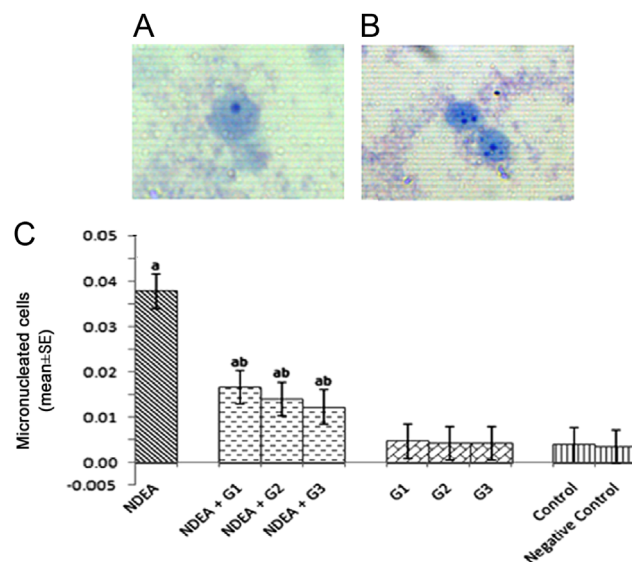 A
B
C
Micronucleated cells
(mean±SE)
0.05
0.04
0.03
0.02
0.01
0.00
-0.005
a
ab
ab
ab
NDEA
NDEA + G1
NDEA + G2
NDEA + G3
G1
G2
G3
Control
Negative Control